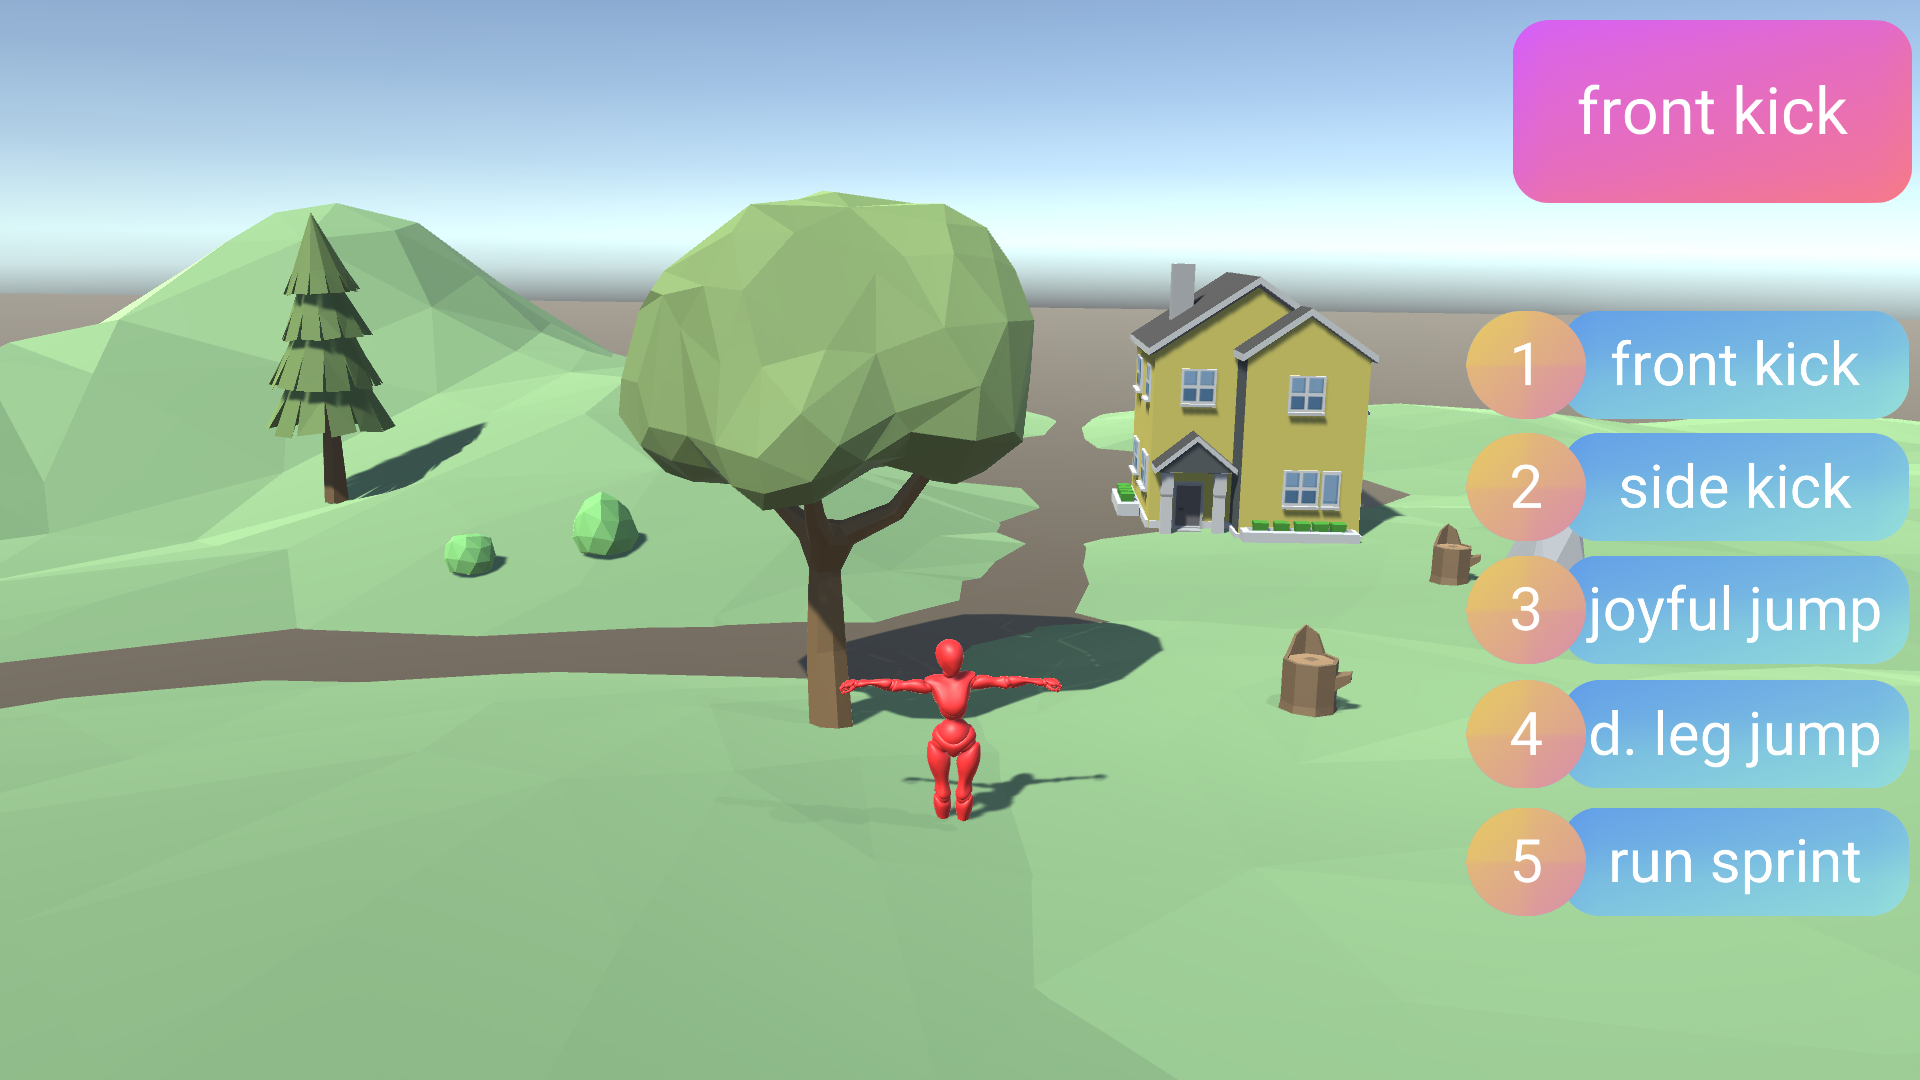 front kick
1 front kick
2 side kick
3 joyful jump
4 d. leg jump
5 run sprint